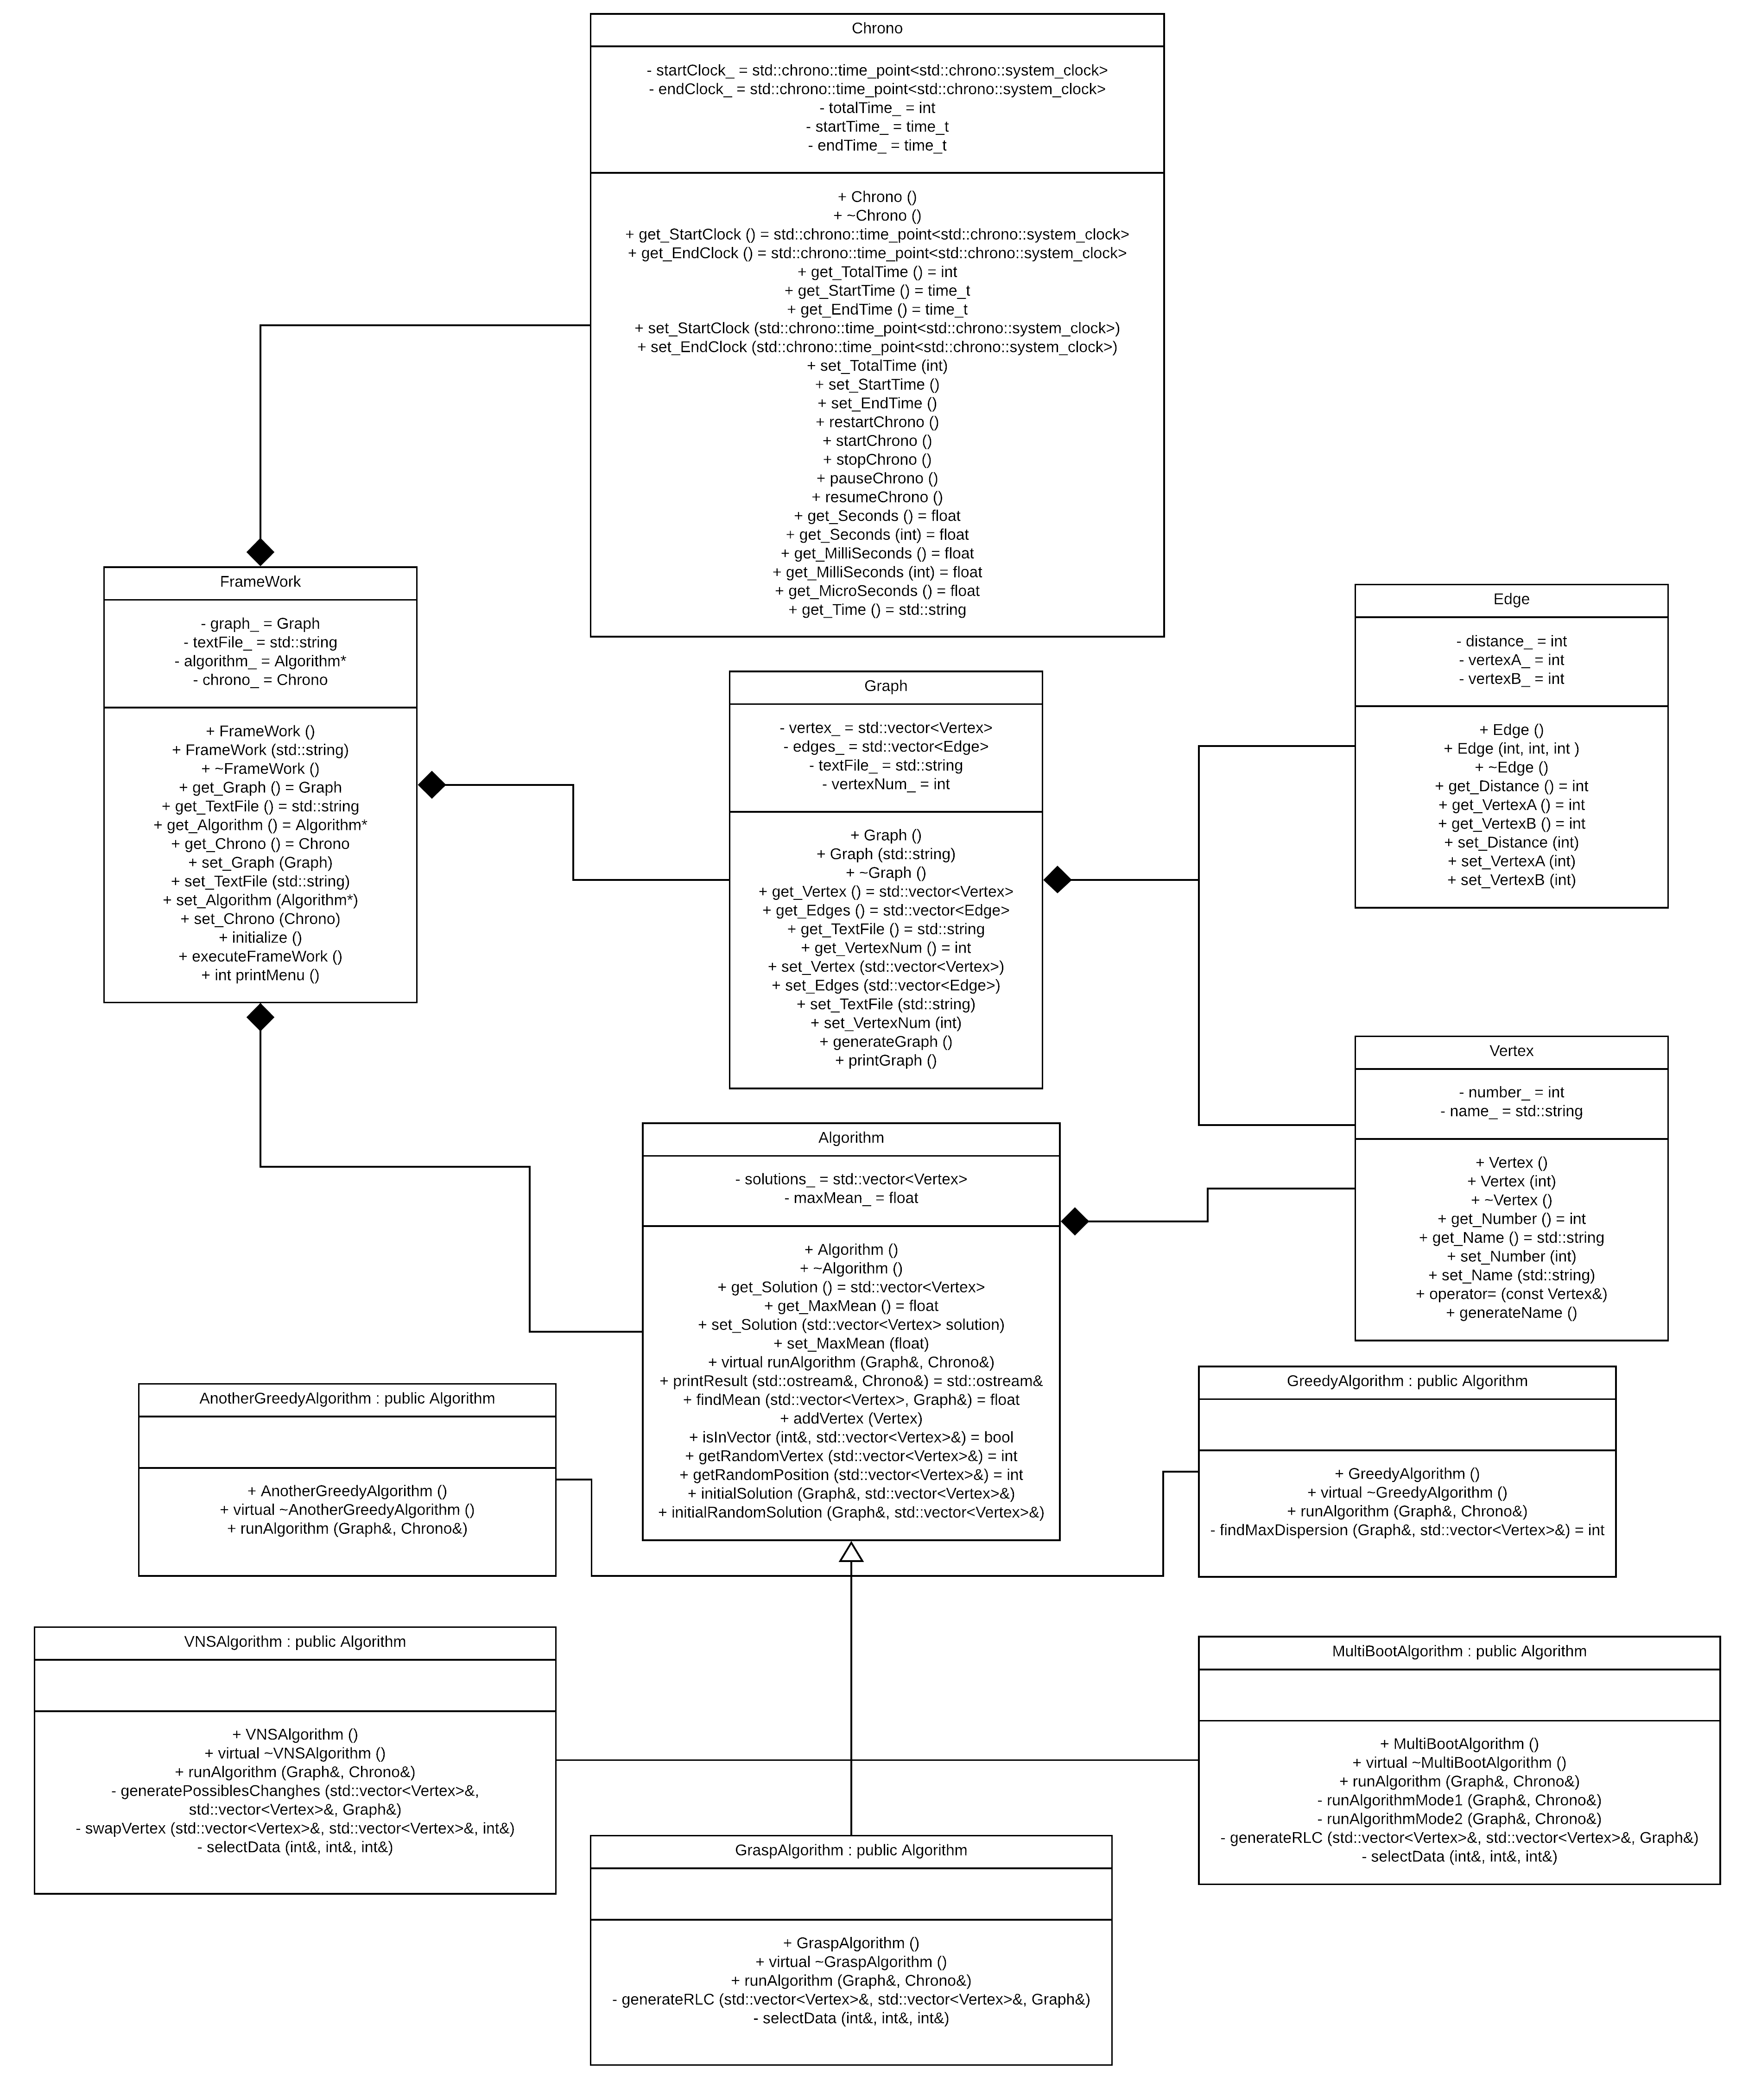 Chrono
- startClock_ = std::chrono::time_point<std::chrono::system_clock>
- endClock_ = std::chrono::time_point<std::chrono::system_clock>
- totalTime_ = int
- startTime_ = time_t
- endTime_ = time_t
+ Chrono ()
+ ~Chrono ()
+ get_StartClock () = std::chrono::time_point<std::chrono::system_clock>
+ get_EndClock () = std::chrono::time_point<std::chrono::system_clock>
+ get_TotalTime () = int
+ get_StartTime () = time_t
+ get_EndTime () = time_t
+ set_StartClock (std::chrono::time_point<std::chrono::system_clock>)
+ set_EndClock (std::chrono::time_point<std::chrono::system_clock>)
+ set_TotalTime (int)
+ set_StartTime ()
+ set_EndTime ()
+ restartChrono ()
+ startChrono ()
+ stopChrono ()
+ pauseChrono ()
+ resumeChrono ()
+ get_Seconds () = float
+ get_Seconds (int) = float
+ get_MilliSeconds () = float
+ get_MilliSeconds (int) = float
+ get_MicroSeconds () = float
+ get_Time () = std::string
FrameWork
- graph_ = Graph
- textFile_ = std::string
- algorithm_ = Algorithm*
- chrono_ = Chrono
+ FrameWork ()
+ FrameWork (std::string)
+ ~FrameWork ()
+ get_Graph () = Graph
+ get_TextFile () = std::string
+ get_Algorithm () = Algorithm*
+ get_Chrono () = Chrono
+ set_Graph (Graph)
+ set_TextFile (std::string)
+ set_Algorithm (Algorithm*)
+ set_Chrono (Chrono)
+ initialize ()
+ executeFrameWork ()
+ int printMenu ()
Graph
- vertex_ = std::vector<Vertex>
- edges_ = std::vector<Edge>
- textFile_ = std::string
- vertexNum_ = int
+ Graph ()
+ Graph (std::string)
+ ~Graph ()
+ get_Vertex () = std::vector<Vertex>
+ get_Edges () = std::vector<Edge>
+ get_TextFile () = std::string
+ get_VertexNum () = int
+ set_Vertex (std::vector<Vertex>)
+ set_Edges (std::vector<Edge>)
+ set_TextFile (std::string)
+ set_VertexNum (int)
+ generateGraph ()
+ printGraph ()
Edge
- distance_ = int
- vertexA_ = int
- vertexB_ = int
+ Edge ()
+ Edge (int, int, int )
+ ~Edge ()
+ get_Distance () = int
+ get_VertexA () = int
+ get_VertexB () = int
+ set_Distance (int)
+ set_VertexA (int)
+ set_VertexB (int)
Vertex
- number_ = int
- name_ = std::string
+ Vertex ()
+ Vertex (int)
+ ~Vertex ()
+ get_Number () = int
+ get_Name () = std::string
+ set_Number (int)
+ set_Name (std::string)
+ operator= (const Vertex&)
+ generateName ()
Algorithm
- solutions_ = std::vector<Vertex>
- maxMean_ = float
+ Algorithm ()
+ ~Algorithm ()
+ get_Solution () = std::vector<Vertex>
+ get_MaxMean () = float
+ set_Solution (std::vector<Vertex> solution)
+ set_MaxMean (float)
+ virtual runAlgorithm (Graph&, Chrono&)
+ printResult (std::ostream&, Chrono&) = std::ostream&
+ findMean (std::vector<Vertex>, Graph&) = float
+ addVertex (Vertex)
+ isInVector (int&, std::vector<Vertex>&) = bool
+ getRandomVertex (std::vector<Vertex>&) = int
+ getRandomPosition (std::vector<Vertex>&) = int
+ initialSolution (Graph&, std::vector<Vertex>&)
+ initialRandomSolution (Graph&, std::vector<Vertex>&)
AnotherGreedyAlgorithm : public Algorithm
+ AnotherGreedyAlgorithm ()
+ virtual ~AnotherGreedyAlgorithm ()
+ runAlgorithm (Graph&, Chrono&)
GreedyAlgorithm : public Algorithm
+ GreedyAlgorithm ()
+ virtual ~GreedyAlgorithm ()
+ runAlgorithm (Graph&, Chrono&)
- findMaxDispersion (Graph&, std::vector<Vertex>&) = int
VNSAlgorithm : public Algorithm
+ VNSAlgorithm ()
+ virtual ~VNSAlgorithm ()
+ runAlgorithm (Graph&, Chrono&)
- generatePossiblesChanghes (std::vector<Vertex>&,
std::vector<Vertex>&, Graph&)
- swapVertex (std::vector<Vertex>&, std::vector<Vertex>&, int&)
- selectData (int&, int&, int&)
MultiBootAlgorithm : public Algorithm
+ MultiBootAlgorithm ()
+ virtual ~MultiBootAlgorithm ()
+ runAlgorithm (Graph&, Chrono&)
- runAlgorithmMode1 (Graph&, Chrono&)
- runAlgorithmMode2 (Graph&, Chrono&)
- generateRLC (std::vector<Vertex>&, std::vector<Vertex>&, Graph&)
- selectData (int&, int&, int&)
GraspAlgorithm : public Algorithm
+ GraspAlgorithm ()
+ virtual ~GraspAlgorithm ()
+ runAlgorithm (Graph&, Chrono&)
- generateRLC (std::vector<Vertex>&, std::vector<Vertex>&, Graph&)
- selectData (int&, int&, int&)